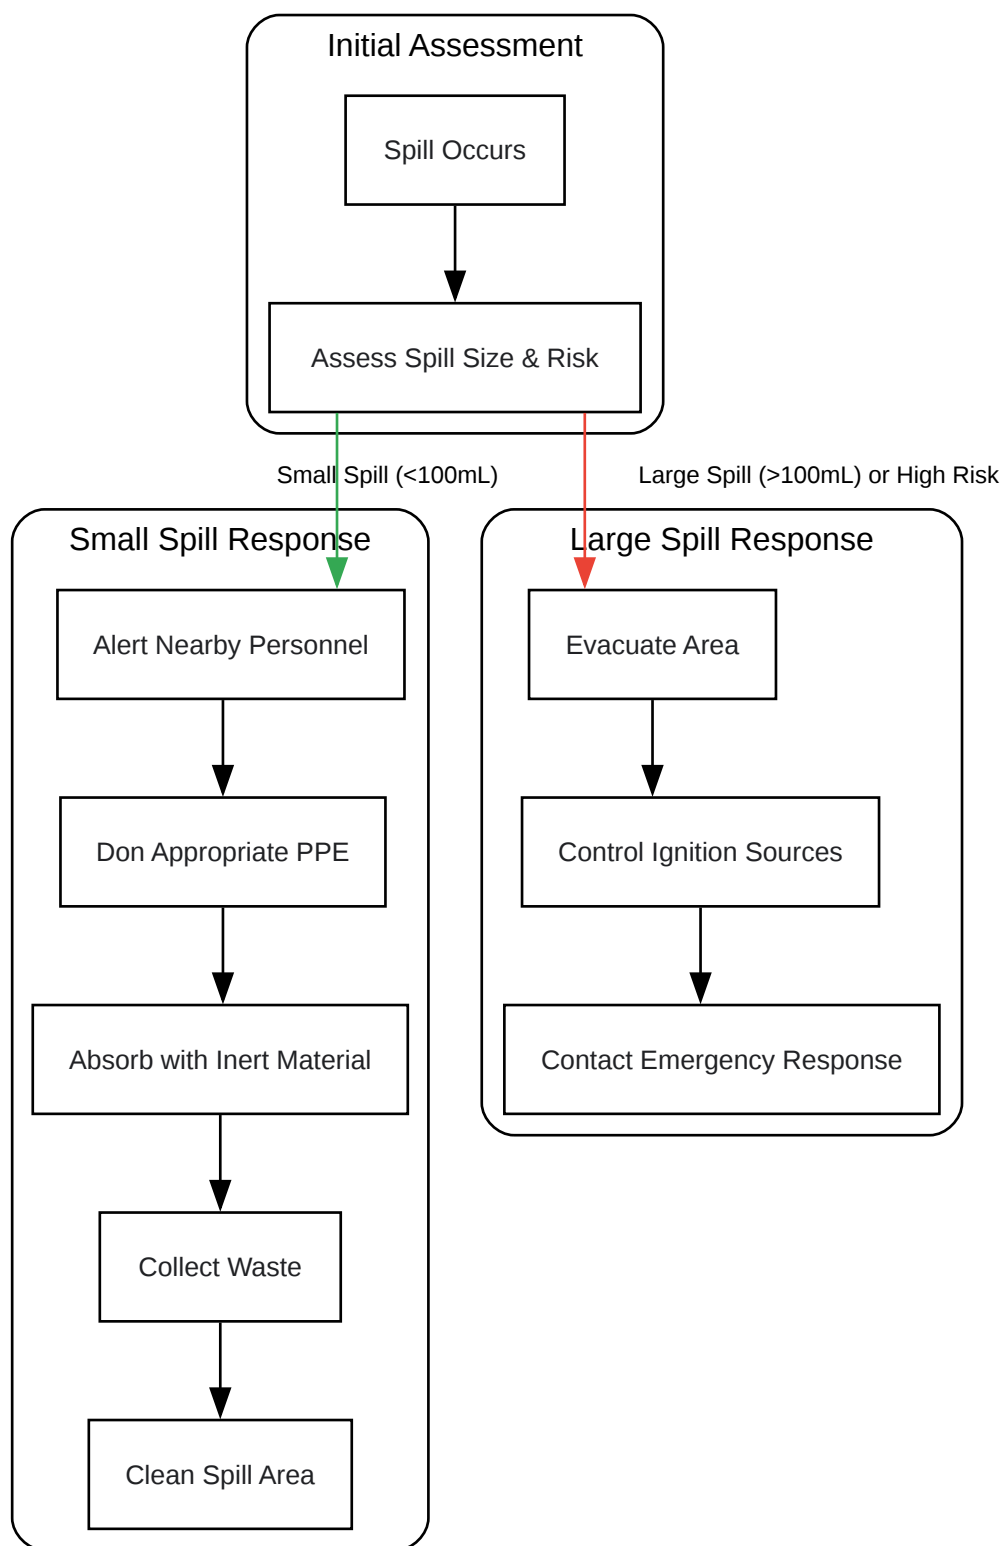 Initial Assessment
Spill Occurs
Assess Spill Size & Risk
Small Spill (<100mL)
Large Spill (>100mL) or High Risk
Small Spill Response
Alert Nearby Personnel
Don Appropriate PPE
Absorb with Inert Material
Collect Waste
Clean Spill Area
Large Spill Response
Evacuate Area
Control Ignition Sources
Contact Emergency Response